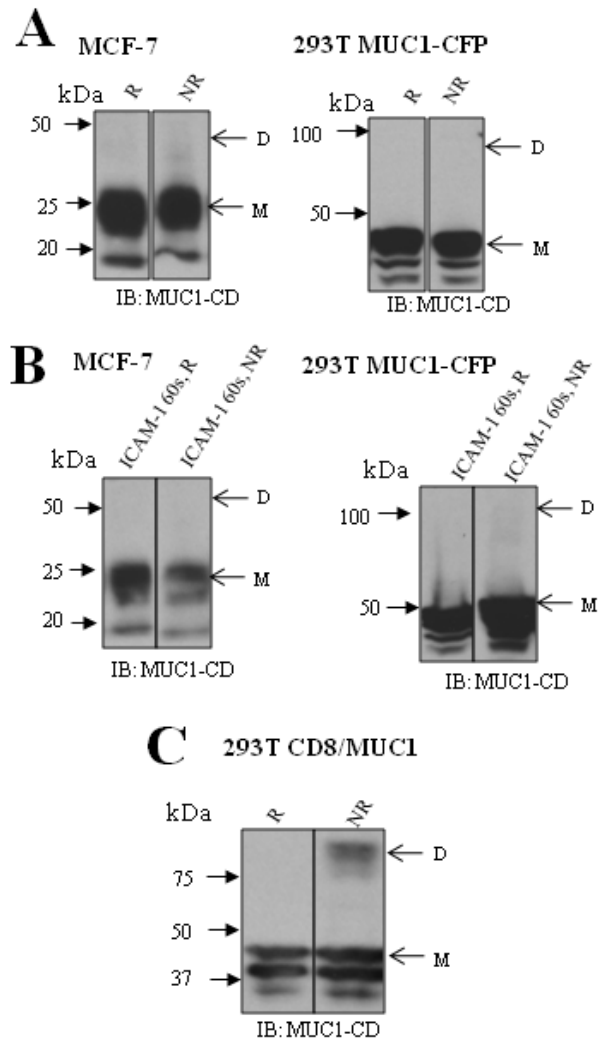 A
MCF-7
293T MUC1-CFP
kDa
R
NR
50
D
25
M
20
IB: MUC1-CD
R
NR
100
D
50
M
IB: MUC1-CD
B
MCF-7
293T MUC1-CFP
kDa
ICAM-1 60s, R
ICAM-1 60s, NR
50
D
25
M
20
IB: MUC1-CD
kDa
ICAM-1 60s, R
ICAM-1 60s, NR
100
D
50
M
IB: MUC1-CD
C
293T CD8/MUC1
kDa
R
NR
D
75
50
M
37
IB: MUC1-CD